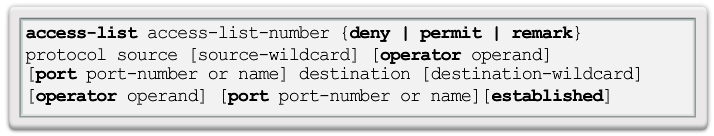 access-list access-list-number {deny | permit | remark}
protocol source [source-wildcard] [operator operand]
[port port-number or name] destination [destination-wildcard]
[operator operand] [port port-number or name][established]